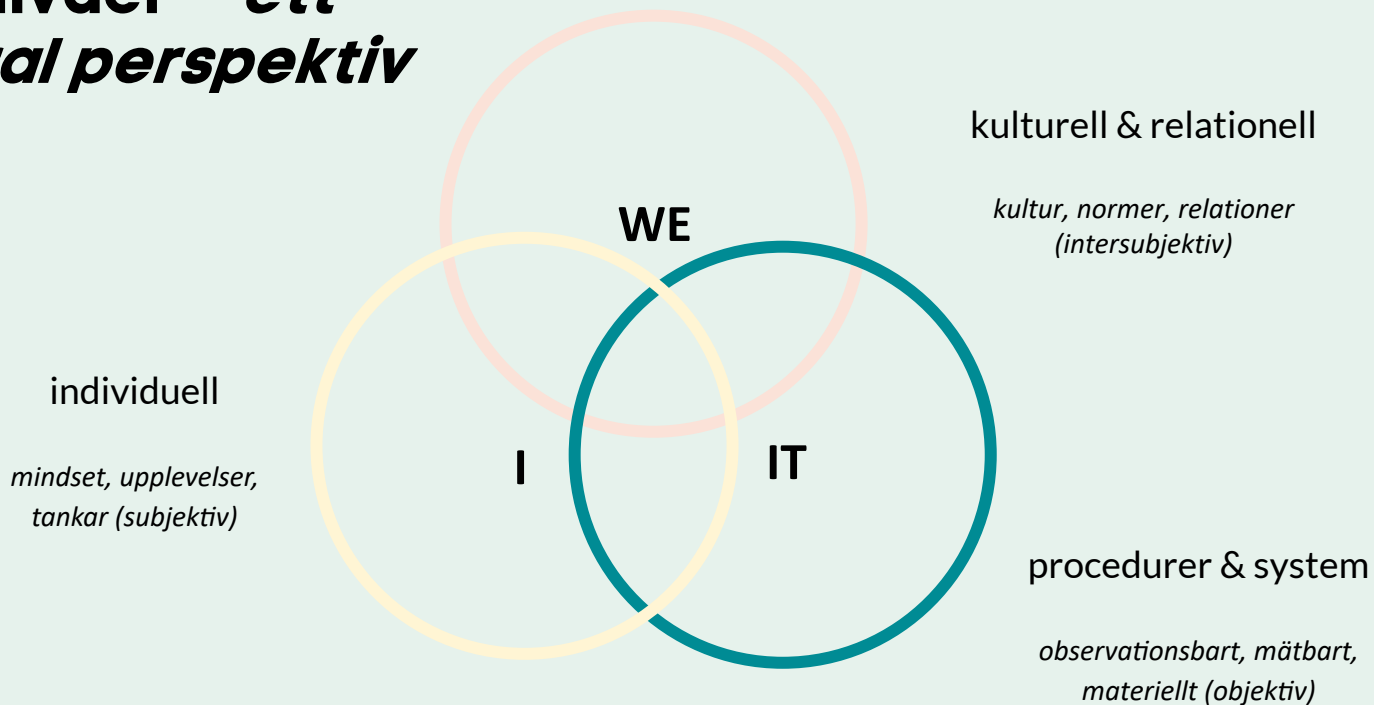 ett
al perspektiv
kulturell & relationell
kultur, normer, relationer
(intersubjektiv)
WE
individuell
mindset, upplevelser,
tankar (subjektiv)
I
IT
procedurer & system
observationsbart, mätbart,
materiellt (objektiv)